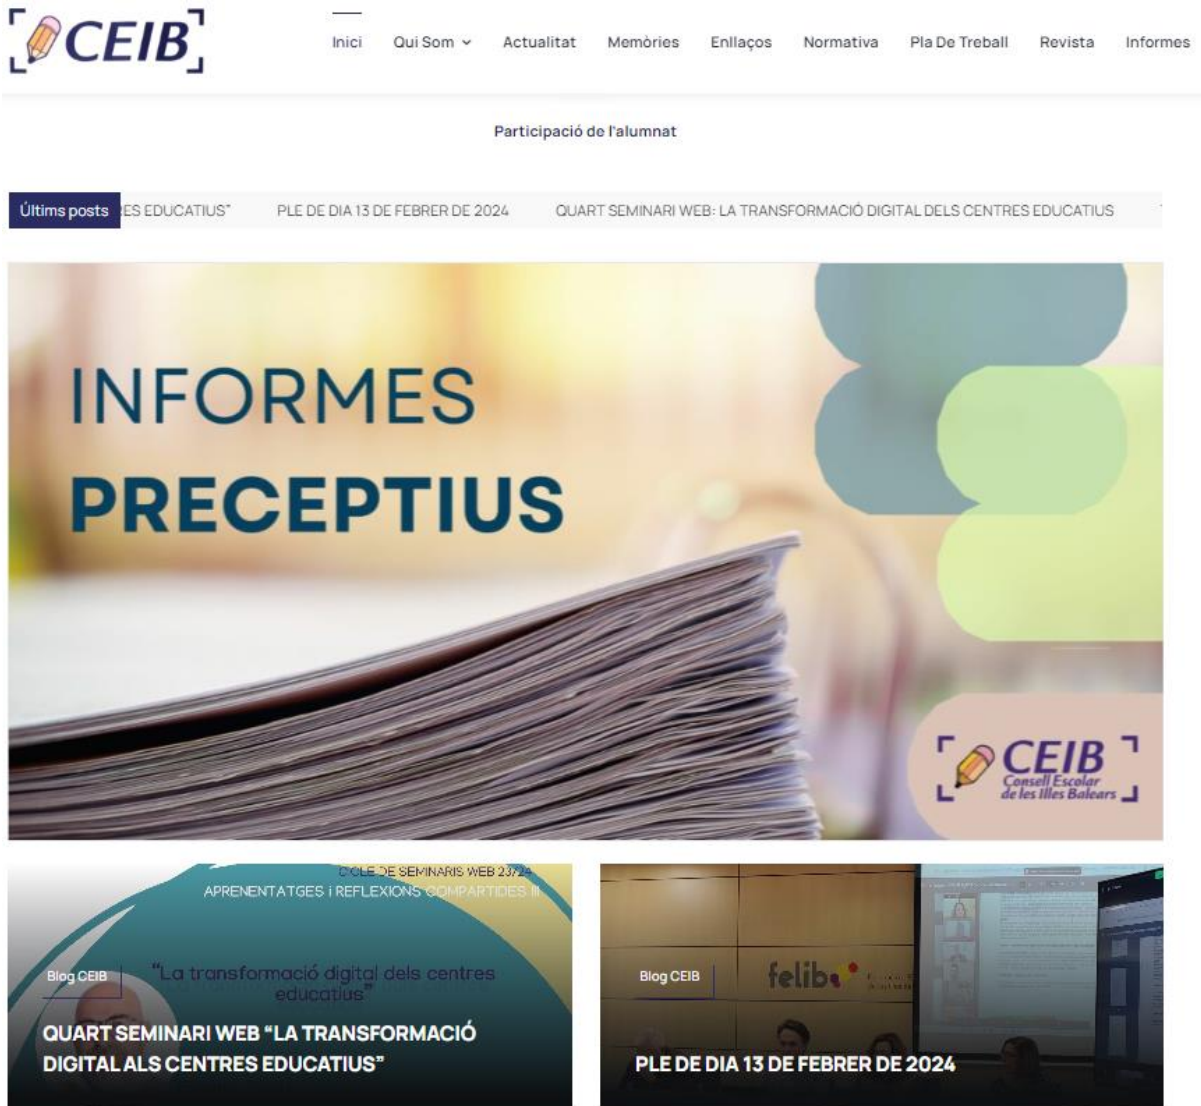 CEIB
Inici Qui Som Actualitat Memòries Enllaços Normativa Pla De Treball Revista Informes
Participació de l'alumnat
Últims posts ES EDUCATIUS" PLE DE DIA 13 DE FEBRER DE 2024 QUART SEMINARI WEB: LA TRANSFORMACIÓ DIGITAL DELS CENTRES EDUCATIUS
INFORMES
PRECEPTIUS
CEIB
Consell Escolar
de les Illes Balears
CICLE DE SEMINARIS WEB 23/24
APRENENTATGES i REFLEXIONS COMPARTIDES III
Blog CEIB
"La transformació digital dels centres
educatius"
QUART SEMINARI WEB "LA TRANSFORMACIÓ
DIGITAL ALS CENTRES EDUCATIUS"
Blog CEIB
felib
PLE DE DIA 13 DE FEBRER DE 2024